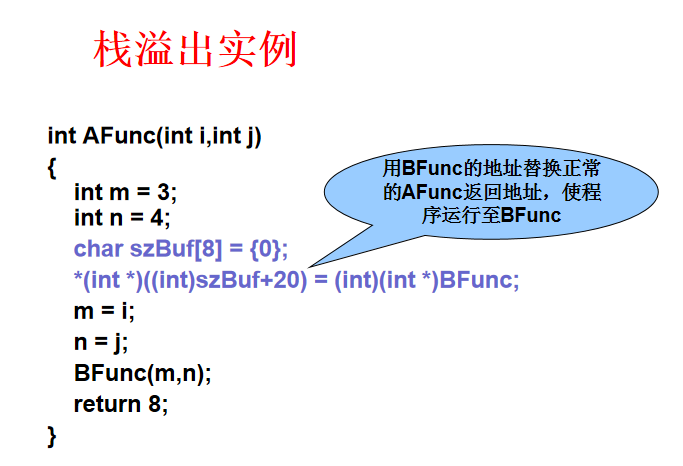 栈溢出实例
int AFunc(int i,int j)
{
int m = 3;
int n = 4;
char szBuf[8] = {0};
*(int *)((int)szBuf+20) = (int)(int *)BFunc;
m = i;
n = j;
BFunc(m,n);
return 8;
}
用BFunc的地址替换正常
的AFunc返回地址，使程
序运行至BFunc